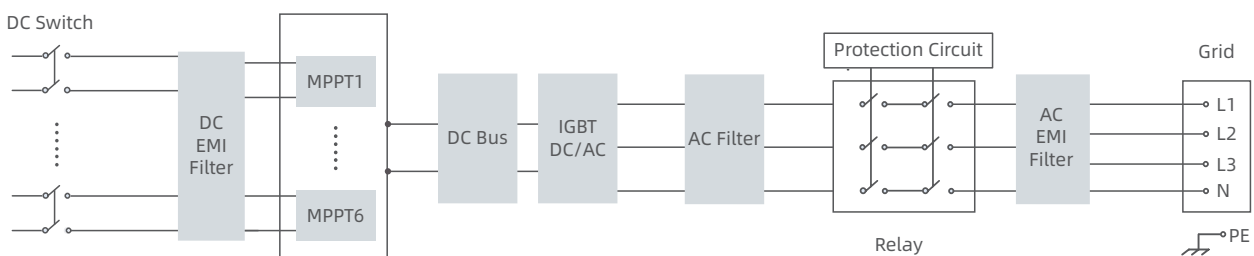 DC Switch
DC
EMI
Filter
MPPT1
MPPT6
DC Bus
IGBT
DC/AC
AC Filter
Protection Circuit
Relay
AC
EMI
Filter
Grid
L1
L2
L3
N
PE